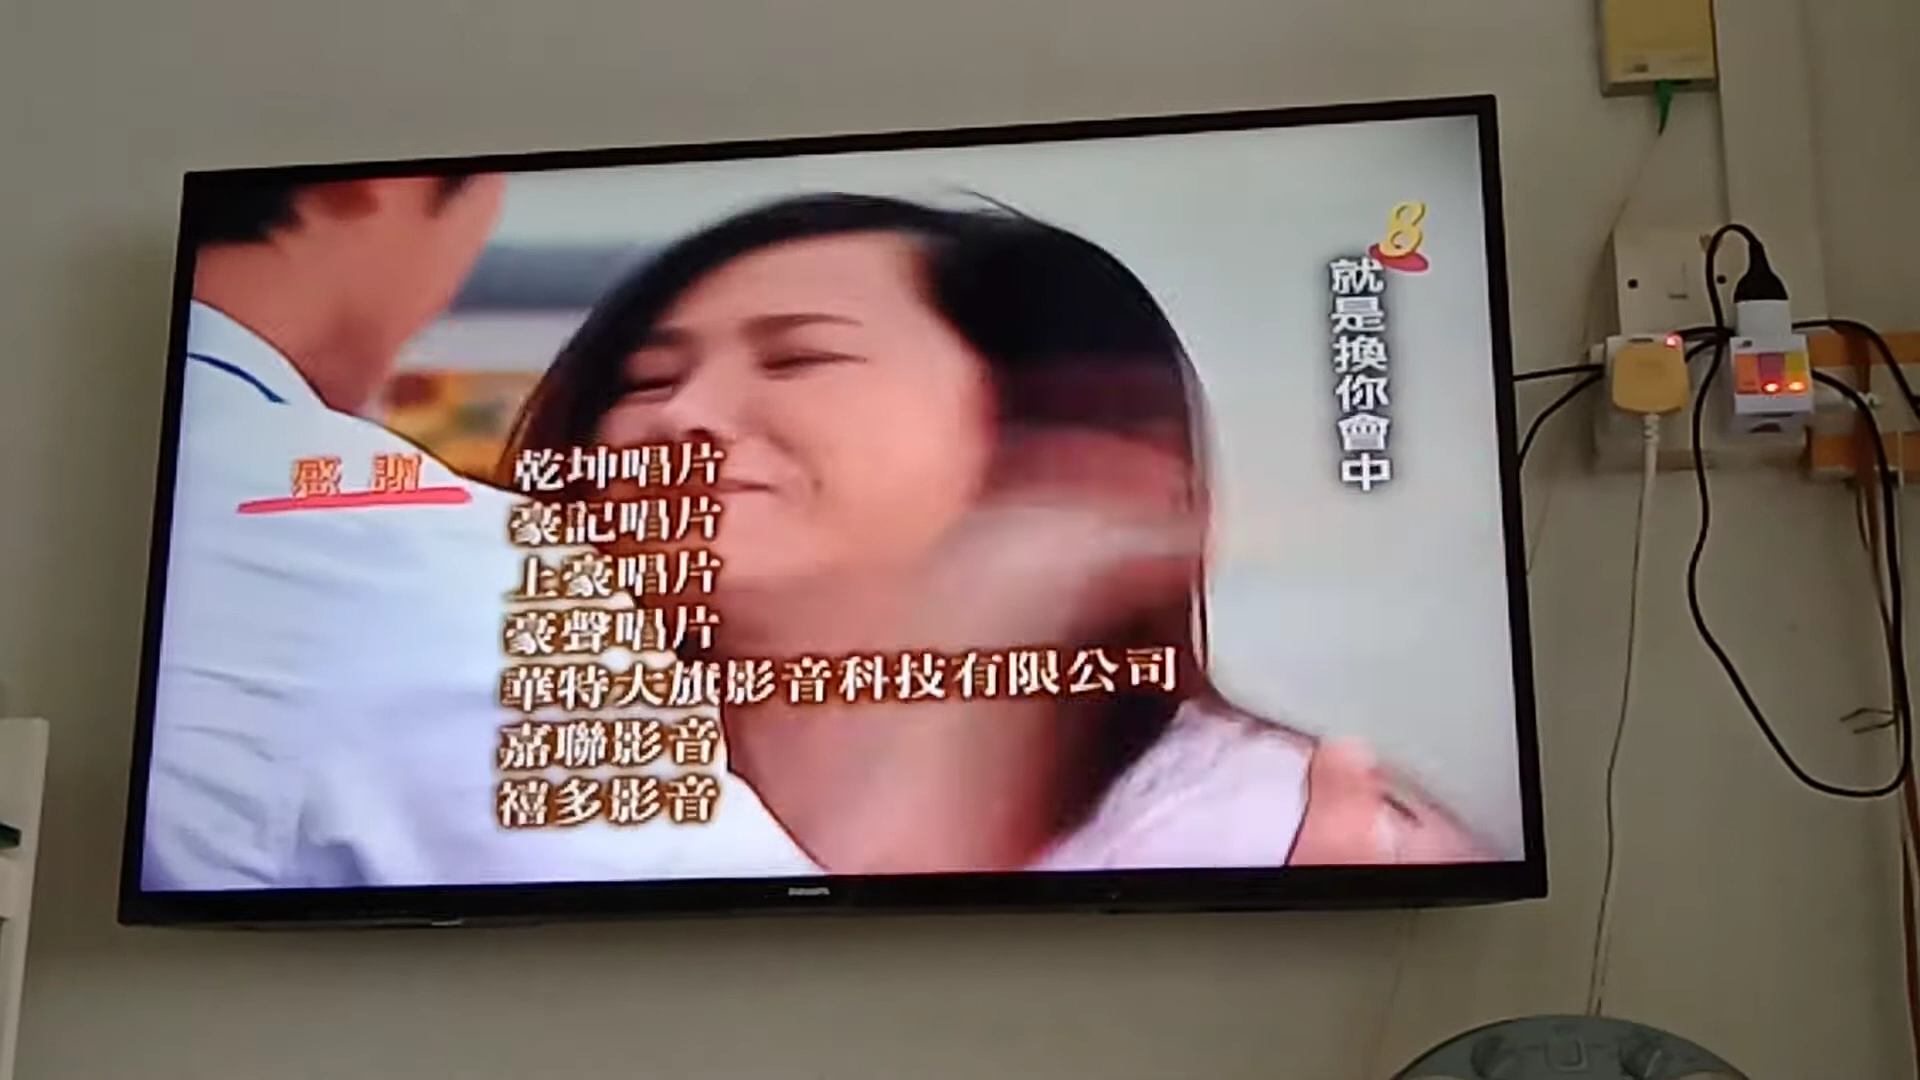 8
就是換你會中
感謝
乾坤唱片
豪記唱片
上豪唱片
豪聲唱片
華特大旗影音科技有限公司
嘉聯影音
禧多影音
PHILIPS